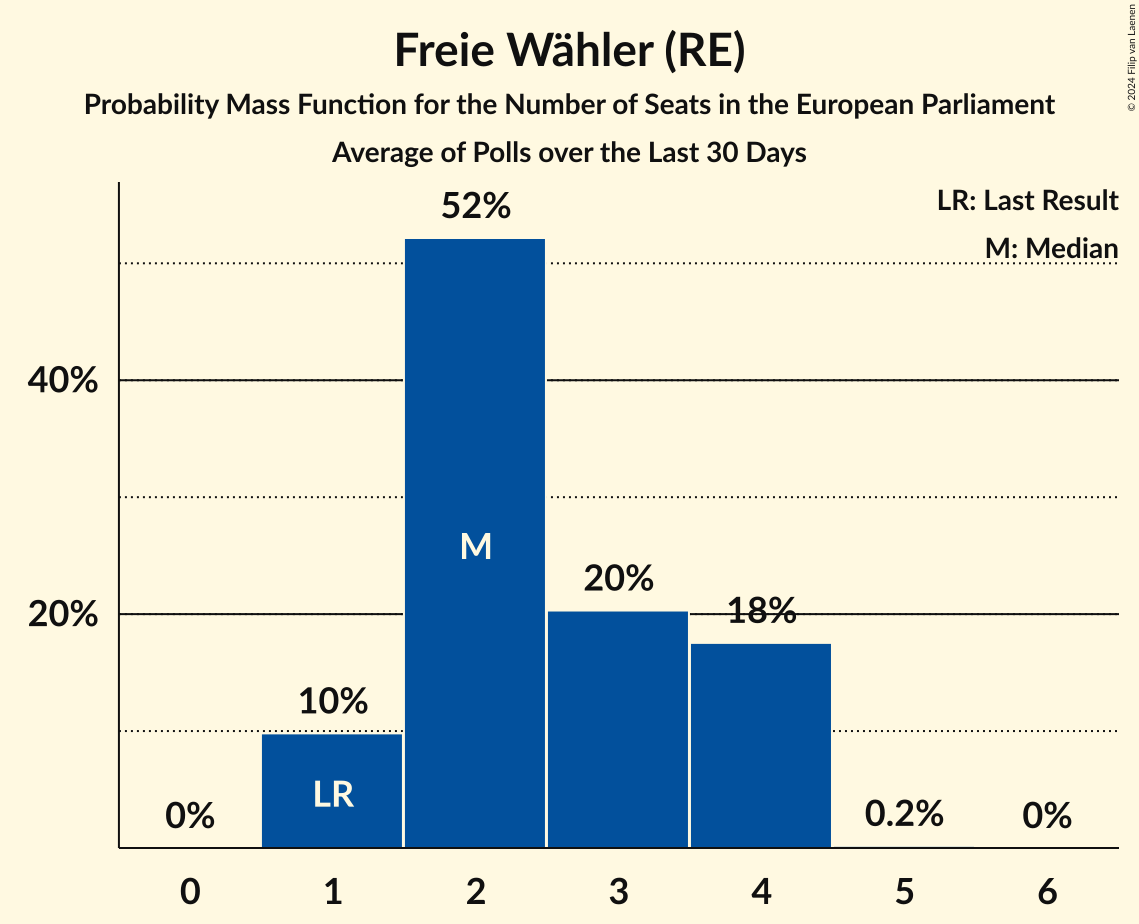 Freie Wähler (RE)
Probability Mass Function for the Number of Seats in the European Parliament
Average of Polls over the Last 30 Days
© 2024 Filip van Laenen
LR: Last Result
M: Median
52%
40%
M
20%
20%
18%
10%
LR
0%
0.2%
0%
0 1 2 3 4 5 6